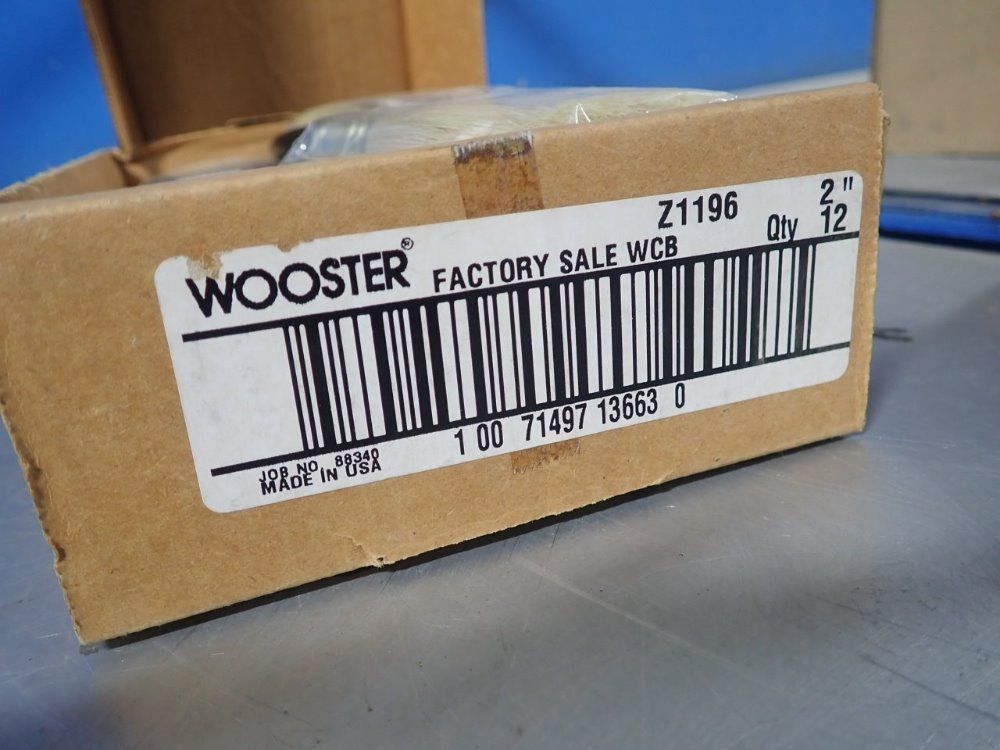 WOOSTER® FACTORY SALE WCB Z1196 2"
Qty 12
1 00 71497 13663 0
JOB NO. 88340
MADE IN USA